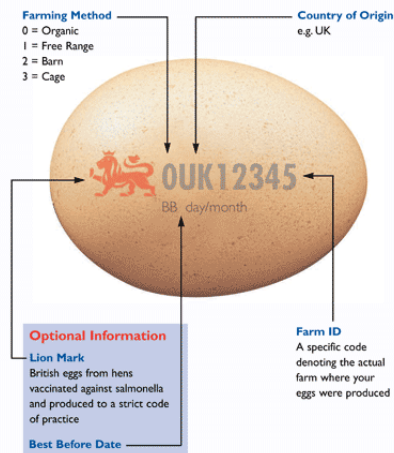 Farming Method
0 = Organic
1 = Free Range
2 = Barn
3 = Cage
Country of Origin
e.g. UK
0UK12345
BB day/month
Optional Information
Lion Mark
British eggs from hens
vaccinated against salmonella
and produced to a strict code
of practice
Best Before Date
Farm ID
A specific code
denoting the actual
farm where your
eggs were produced